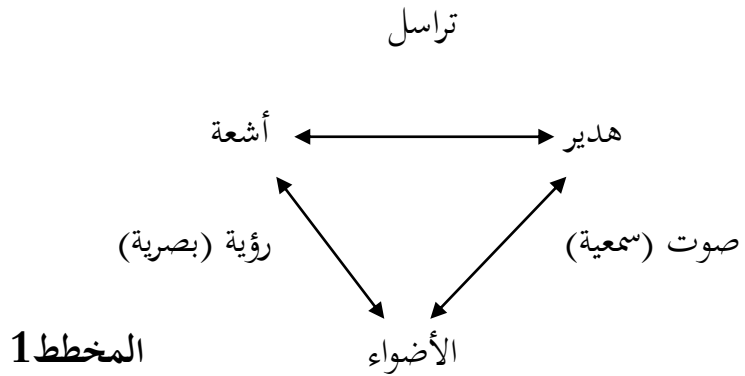 تراسل
هدير أشعة
صوت (سمعية) رؤية (بصرية)
الأضواء المخطط1